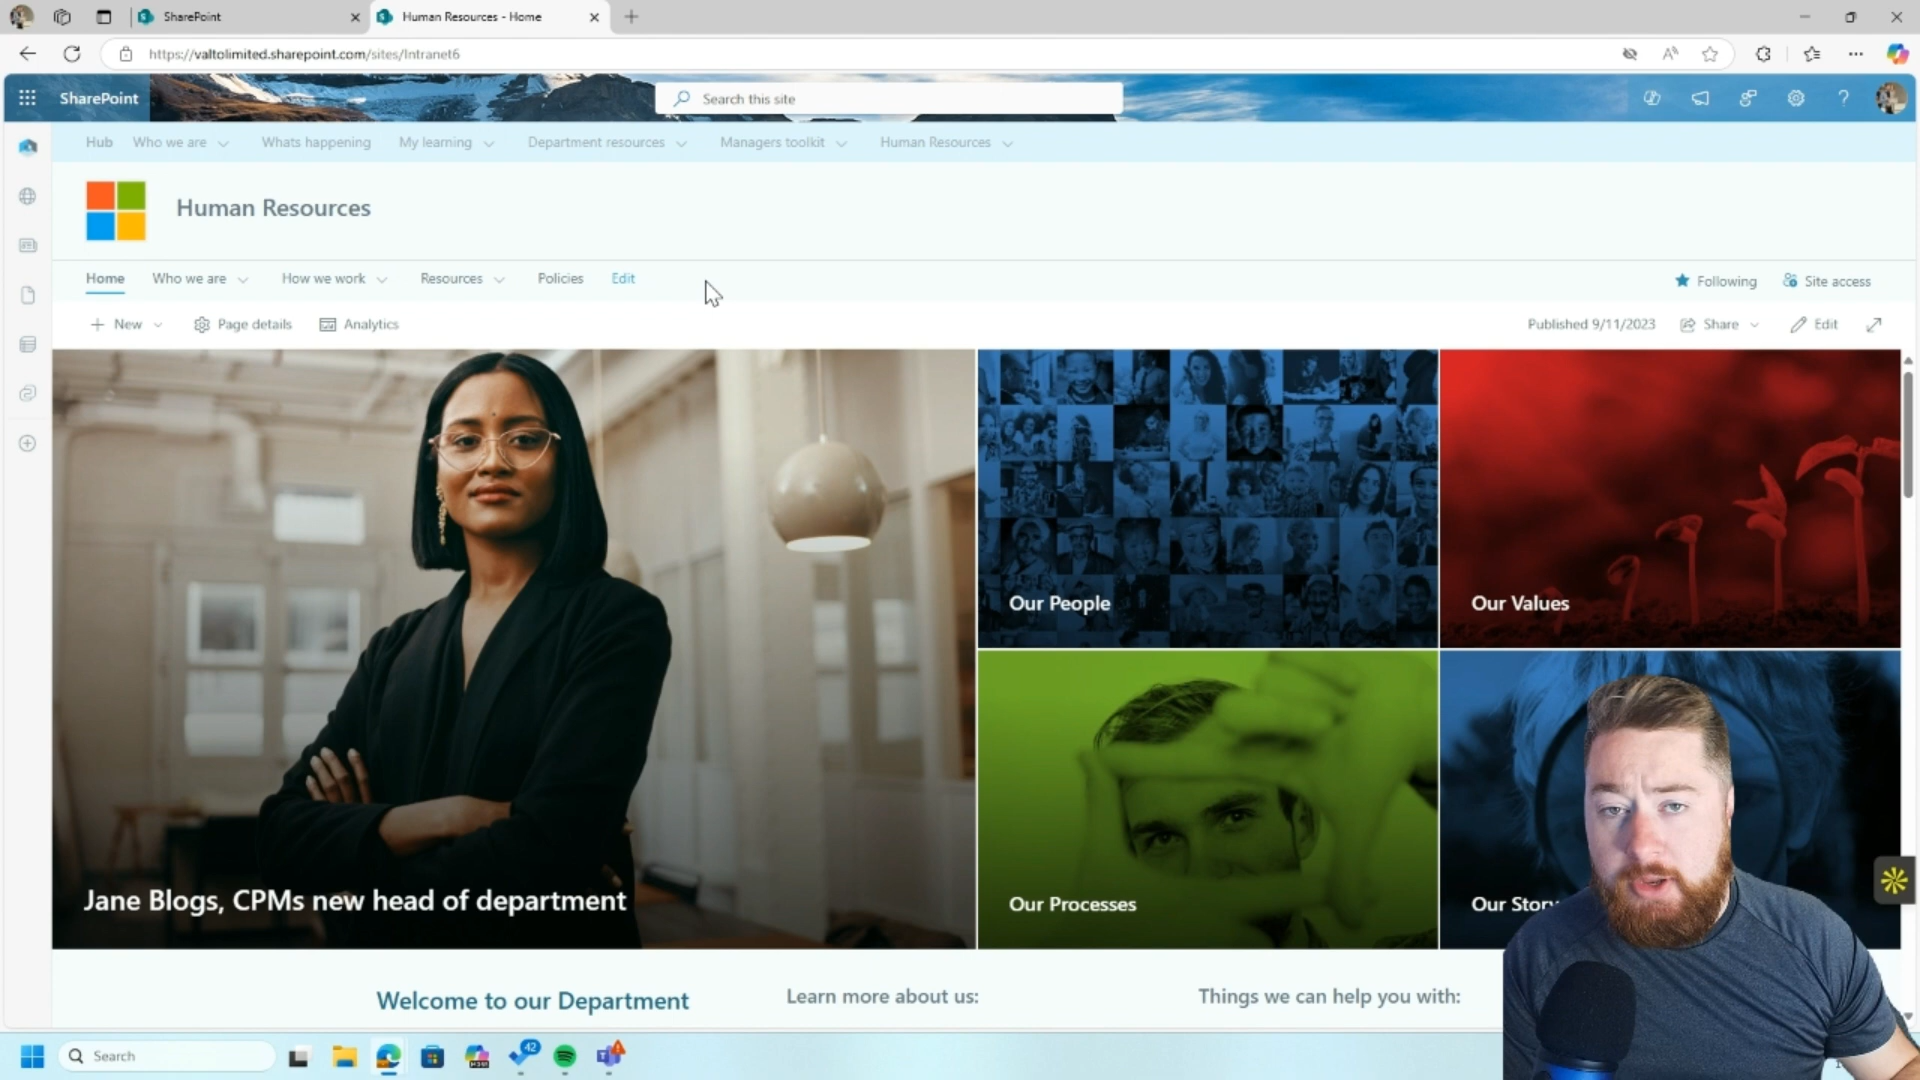 SharePoint
Human Resources - Home
https://valtolimited.sharepoint.com/sites/Intranet6
SharePoint
Search this site
Hub Who we are Whats happening My learning Department resources Managers toolkit Human Resources
Human Resources
Home Who we are How we work Resources Policies Edit
Following Site access
New Page details Analytics
Published 9/11/2023 Share Edit
Our People
Our Values
Jane Blogs, CPMs new head of department
Our Processes
Our Story
Welcome to our Department
Learn more about us:
Things we can help you with:
Search
42